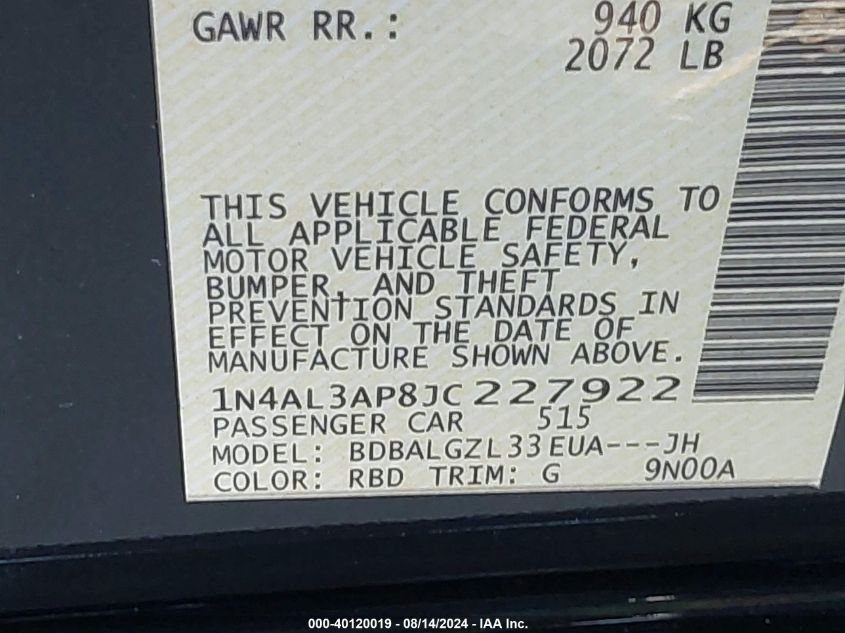 GAWR RR.: 940 KG
2072 LB
THIS VEHICLE CONFORMS TO
ALL APPLICABLE FEDERAL
MOTOR VEHICLE SAFETY,
BUMPER, AND THEFT
PREVENTION STANDARDS IN
EFFECT ON THE DATE OF
MANUFACTURE SHOWN ABOVE.
1N4AL3AP8JC227922
PASSENGER CAR 515
MODEL: BDBALGZL33EUA---JH
COLOR: RBD TRIM: G 9N00A
000-40120019 - 08/14/2024 - IAA Inc.